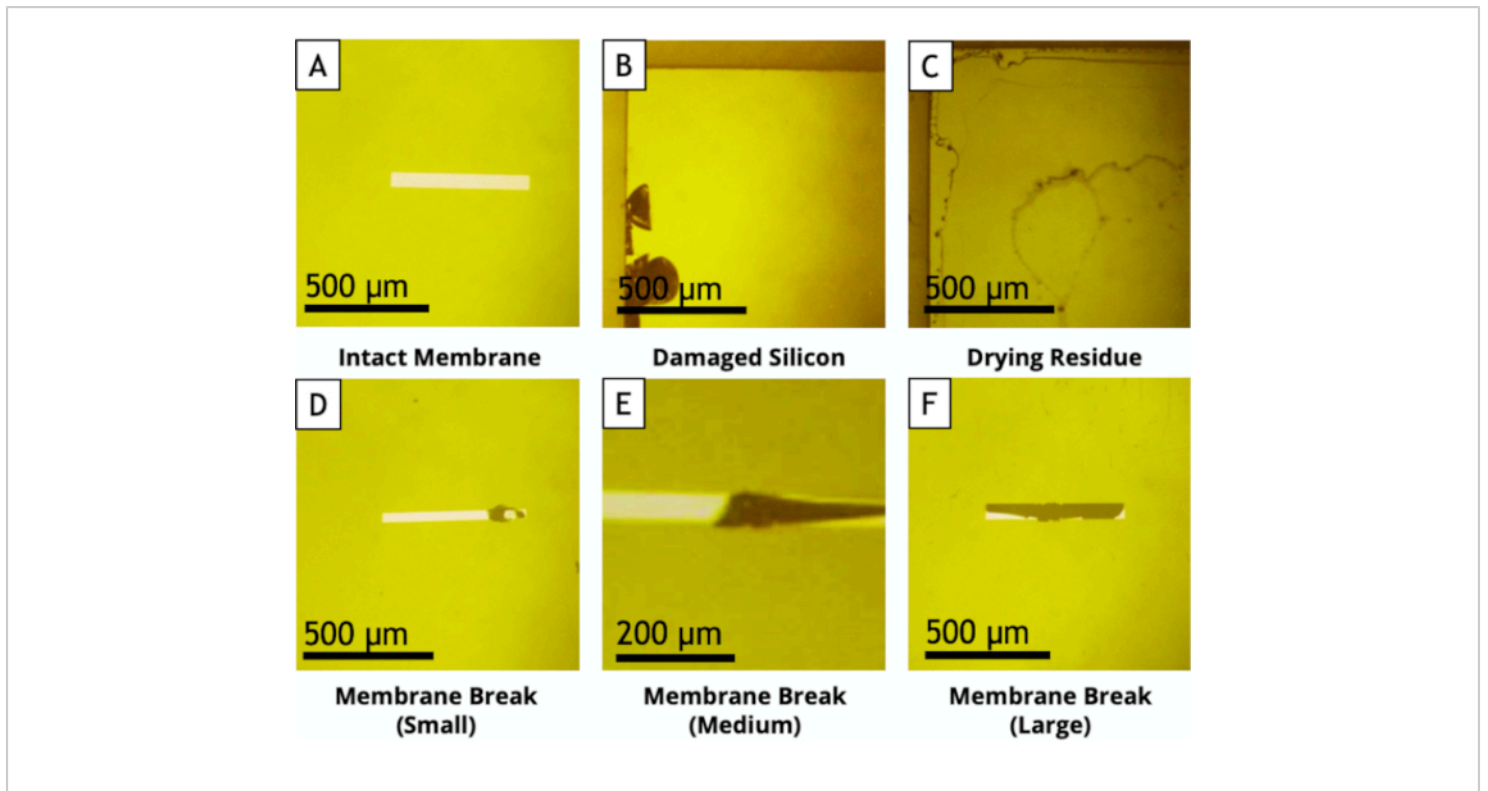 A
B
C
500 µm
500 µm
500 µm
Intact Membrane
Damaged Silicon
Drying Residue
D
E
F
500 µm
200 µm
500 µm
Membrane Break
(Small)
Membrane Break
(Medium)
Membrane Break
(Large)